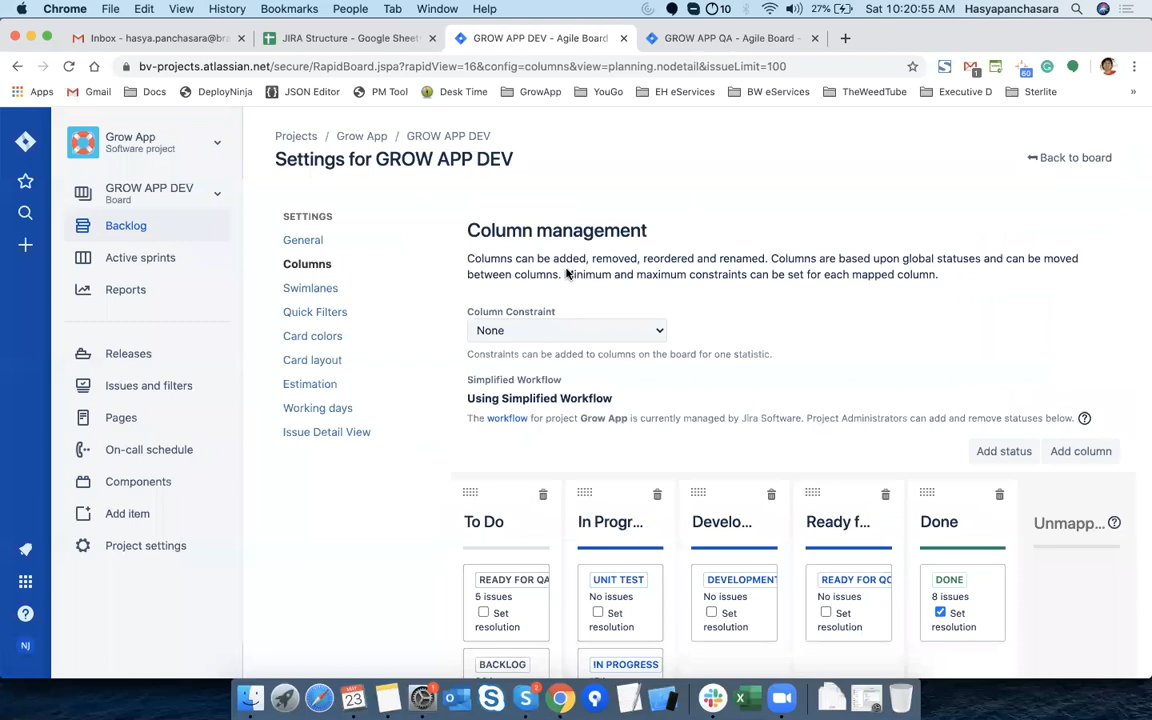 Chrome File Edit View History Bookmarks People Tab Window Help 10 27% Sat 10:20:55 AM Hasyapanchasara
Inbox - hasya.panchasara@bra × JIRA Structure - Google Sheet × GROW APP DEV - Agile Board × GROW APP QA - Agile Board - ×
bv-projects.atlassian.net/secure/RapidBoard.jspa?rapidView=16&config=columns&view=planning.nodetail&issueLimit=100
Apps Gmail Docs DeployNinja JSON Editor PM Tool Desk Time GrowApp YouGo EH eServices BW eServices TheWeedTube Executive D Sterlite »
Grow App
Software project
GROW APP DEV
Board
Backlog
Active sprints
Reports
Releases
Issues and filters
Pages
On-call schedule
Components
Add item
Project settings
NJ
Projects / Grow App / GROW APP DEV
Settings for GROW APP DEV
Back to board
SETTINGS
General
Columns
Swimlanes
Quick Filters
Card colors
Card layout
Estimation
Working days
Issue Detail View
Column management
Columns can be added, removed, reordered and renamed. Columns are based upon global statuses and can be moved
between columns. Minimum and maximum constraints can be set for each mapped column.
Column Constraint
None
Constraints can be added to columns on the board for one statistic.
Simplified Workflow
Using Simplified Workflow
The workflow for project Grow App is currently managed by Jira Software. Project Administrators can add and remove statuses below.
Add status Add column
To Do In Progr... Develo... Ready f... Done Unmapp...
READY FOR QA UNIT TEST DEVELOPMENT READY FOR QC DONE
5 issues No issues No issues No issues 8 issues
Set Set Set Set Set
resolution resolution resolution resolution resolution
BACKLOG IN PROGRESS
MAY 23